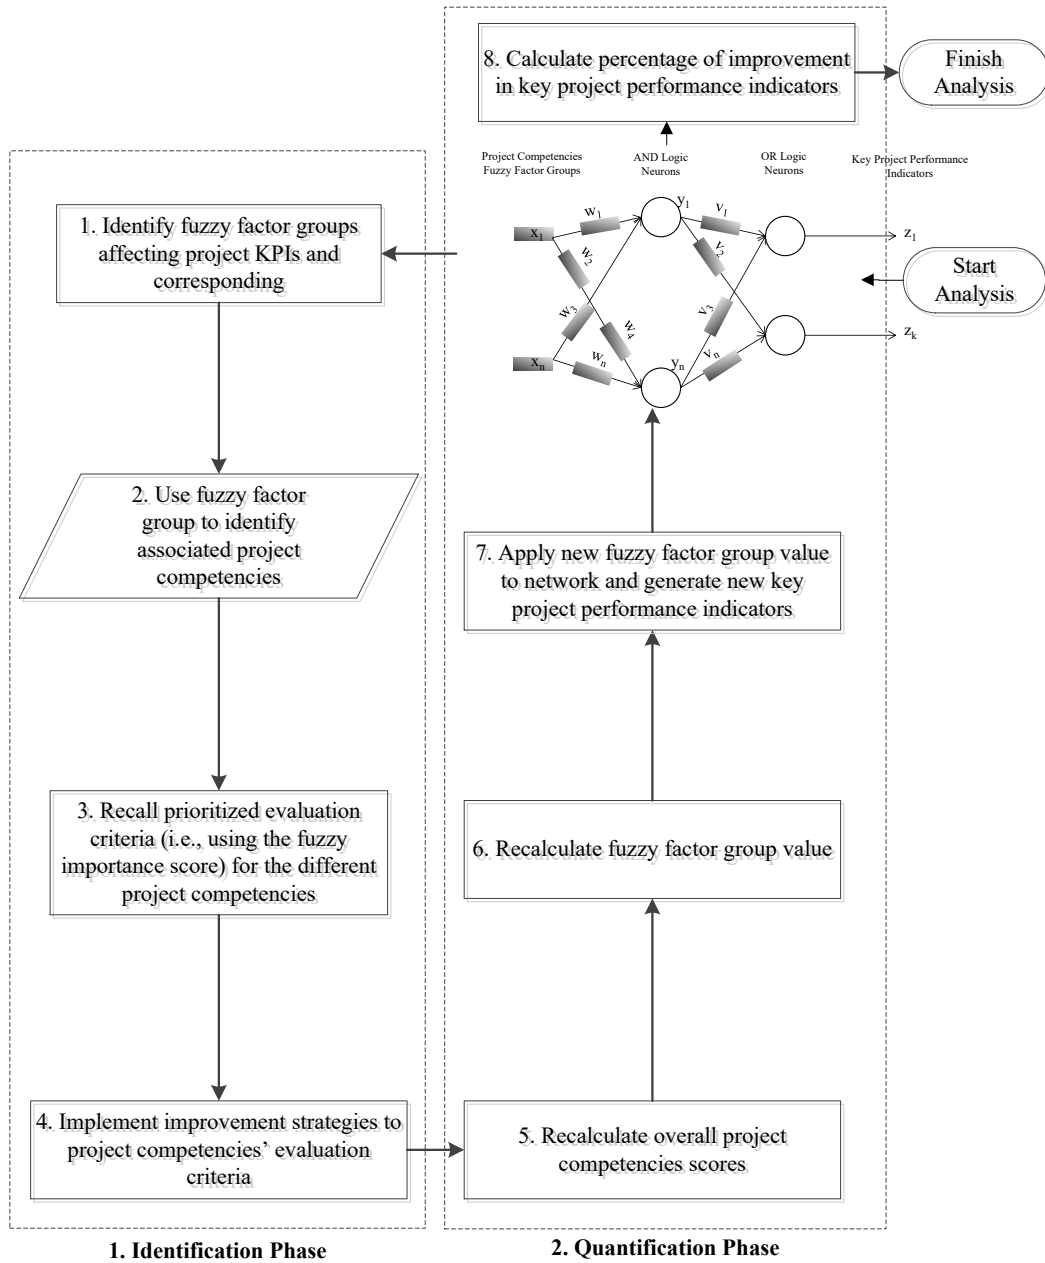 8. Calculate percentage of improvement
in key project performance indicators
Finish
Analysis
Project Competencies
Fuzzy Factor Groups
AND Logic
Neurons
OR Logic
Neurons
Key Project Performance
Indicators
1. Identify fuzzy factor groups
affecting project KPIs and
corresponding
x1
w1
w2
w3
w4
wn
xn
y1
yn
v1
v2
v3
vn
z1
zk
Start
Analysis
2. Use fuzzy factor
group to identify
associated project
competencies
7. Apply new fuzzy factor group value
to network and generate new key
project performance indicators
3. Recall prioritized evaluation
criteria (i.e., using the fuzzy
importance score) for the different
project competencies
6. Recalculate fuzzy factor group value
4. Implement improvement strategies to
project competencies’ evaluation
criteria
5. Recalculate overall project
competencies scores
1. Identification Phase
2. Quantification Phase